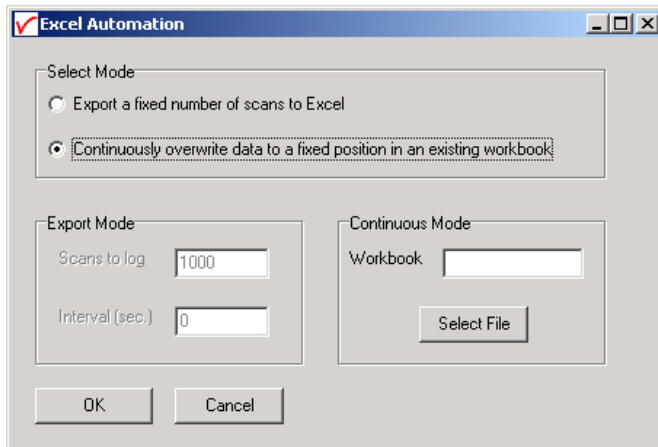 Excel Automation
Select Mode
Export a fixed number of scans to Excel
Continuously overwrite data to a fixed position in an existing workbook
Export Mode
Scans to log
1000
Interval (sec.)
0
Continuous Mode
Workbook
Select File
OK
Cancel